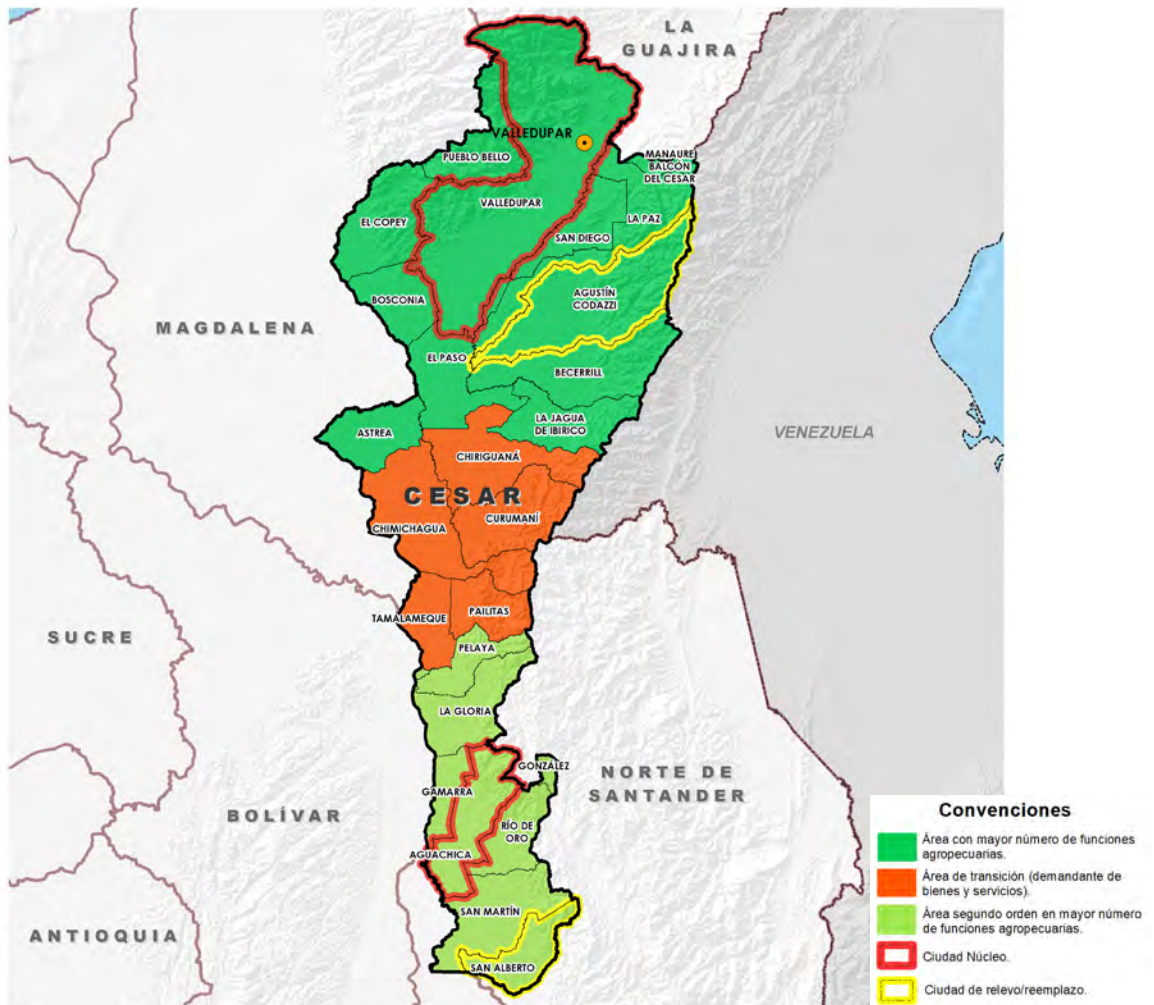 LA
GUAJIRA
VALLEDUPAR
PUEBLO BELLO
MANAURE
BALCÓN
DEL CESAR
VALLEDUPAR
LA PAZ
EL COPEY
SAN DIEGO
AGUSTÍN
CODAZZI
BOSCONIA
MAGDALENA
EL PASO
BECERRILL
LA JAGUA
DE IBIRICO
ASTREA
VENEZUELA
CHIRIGUANÁ
CESAR
CURUMANÍ
CHIMICHAGUA
PAILITAS
TAMALAMEQUE
SUCRE
PELAYA
LA GLORIA
GONZÁLEZ
NORTE DE
SANTANDER
GAMARRA
BOLÍVAR
RÍO DE
ORO
AGUACHICA
SAN MARTÍN
ANTIOQUIA
SAN ALBERTO
Convenciones
Área con mayor número de funciones
agropecuarias.
Área de transición (demandante de
bienes y servicios).
Área segundo orden en mayor número
de funciones agropecuarias.
Ciudad Núcleo.
Ciudad de relevo/reemplazo.